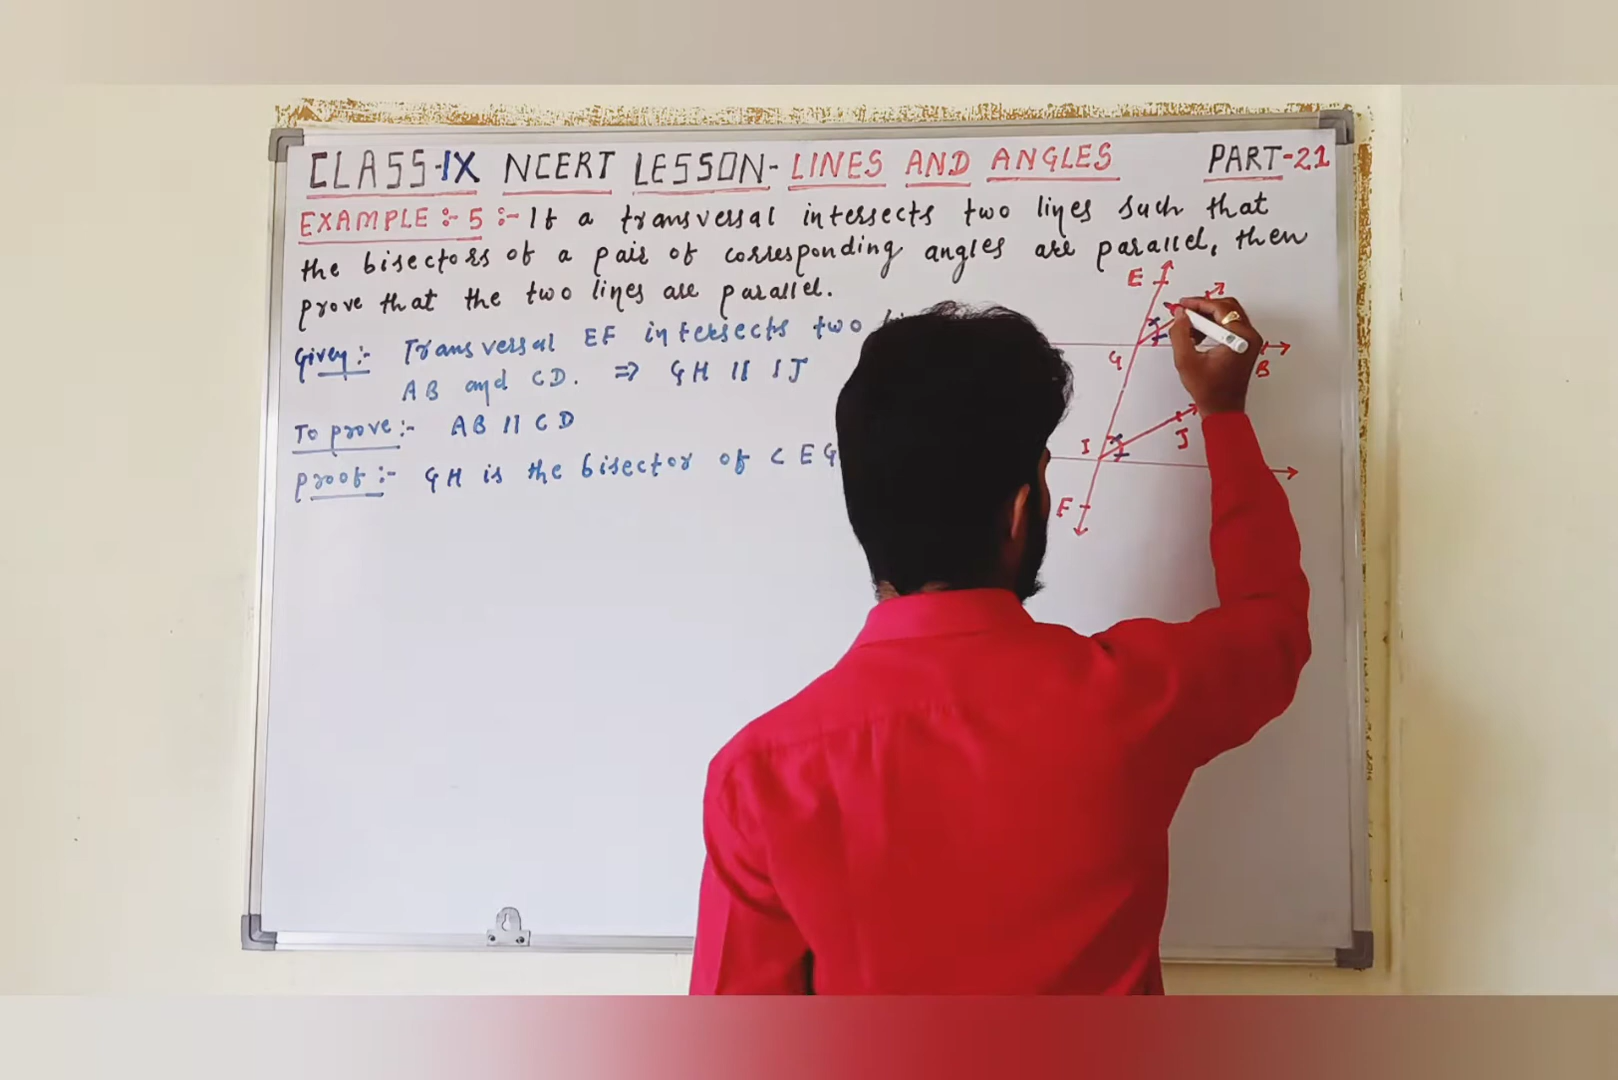 CLASS-IX NCERT LESSON- LINES AND ANGLES PART-21
EXAMPLE :- 5 :- If a transversal intersects two lines such that
the bisectors of a pair of corresponding angles are parallel, then
prove that the two lines are parallel.
Given :- Transversal EF intersects two
AB and CD. ⇒ GH || IJ
To prove :- AB || CD
Proof :- GH is the bisector of ∠ EG
E
G
B
I
J
F